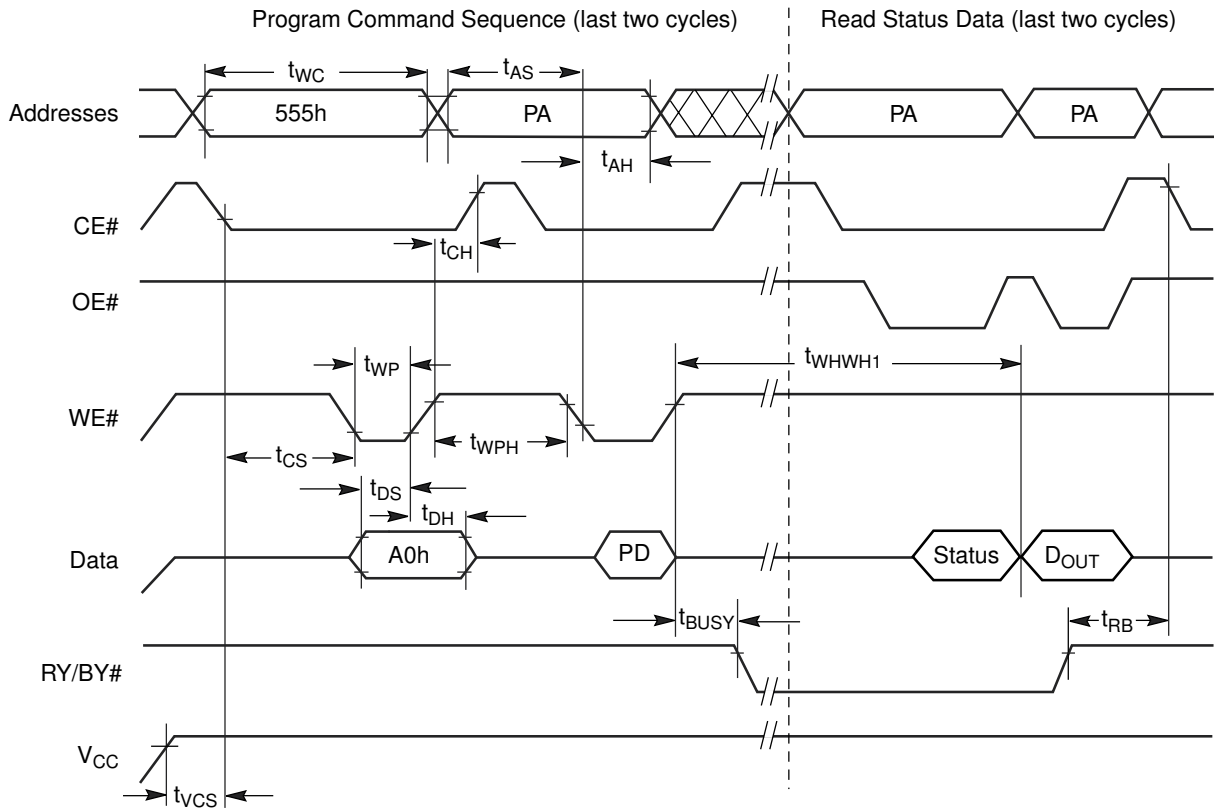 Program Command Sequence (last two cycles) Read Status Data (last two cycles)
tWC tAS
Addresses 555h PA PA PA
tAH
CE#
tCH
OE#
tWP tWHWH1
WE#
tWPH
tCS
tDS
tDH
Data A0h PD Status DOUT
tBUSY tRB
RY/BY#
VCC
tVCS